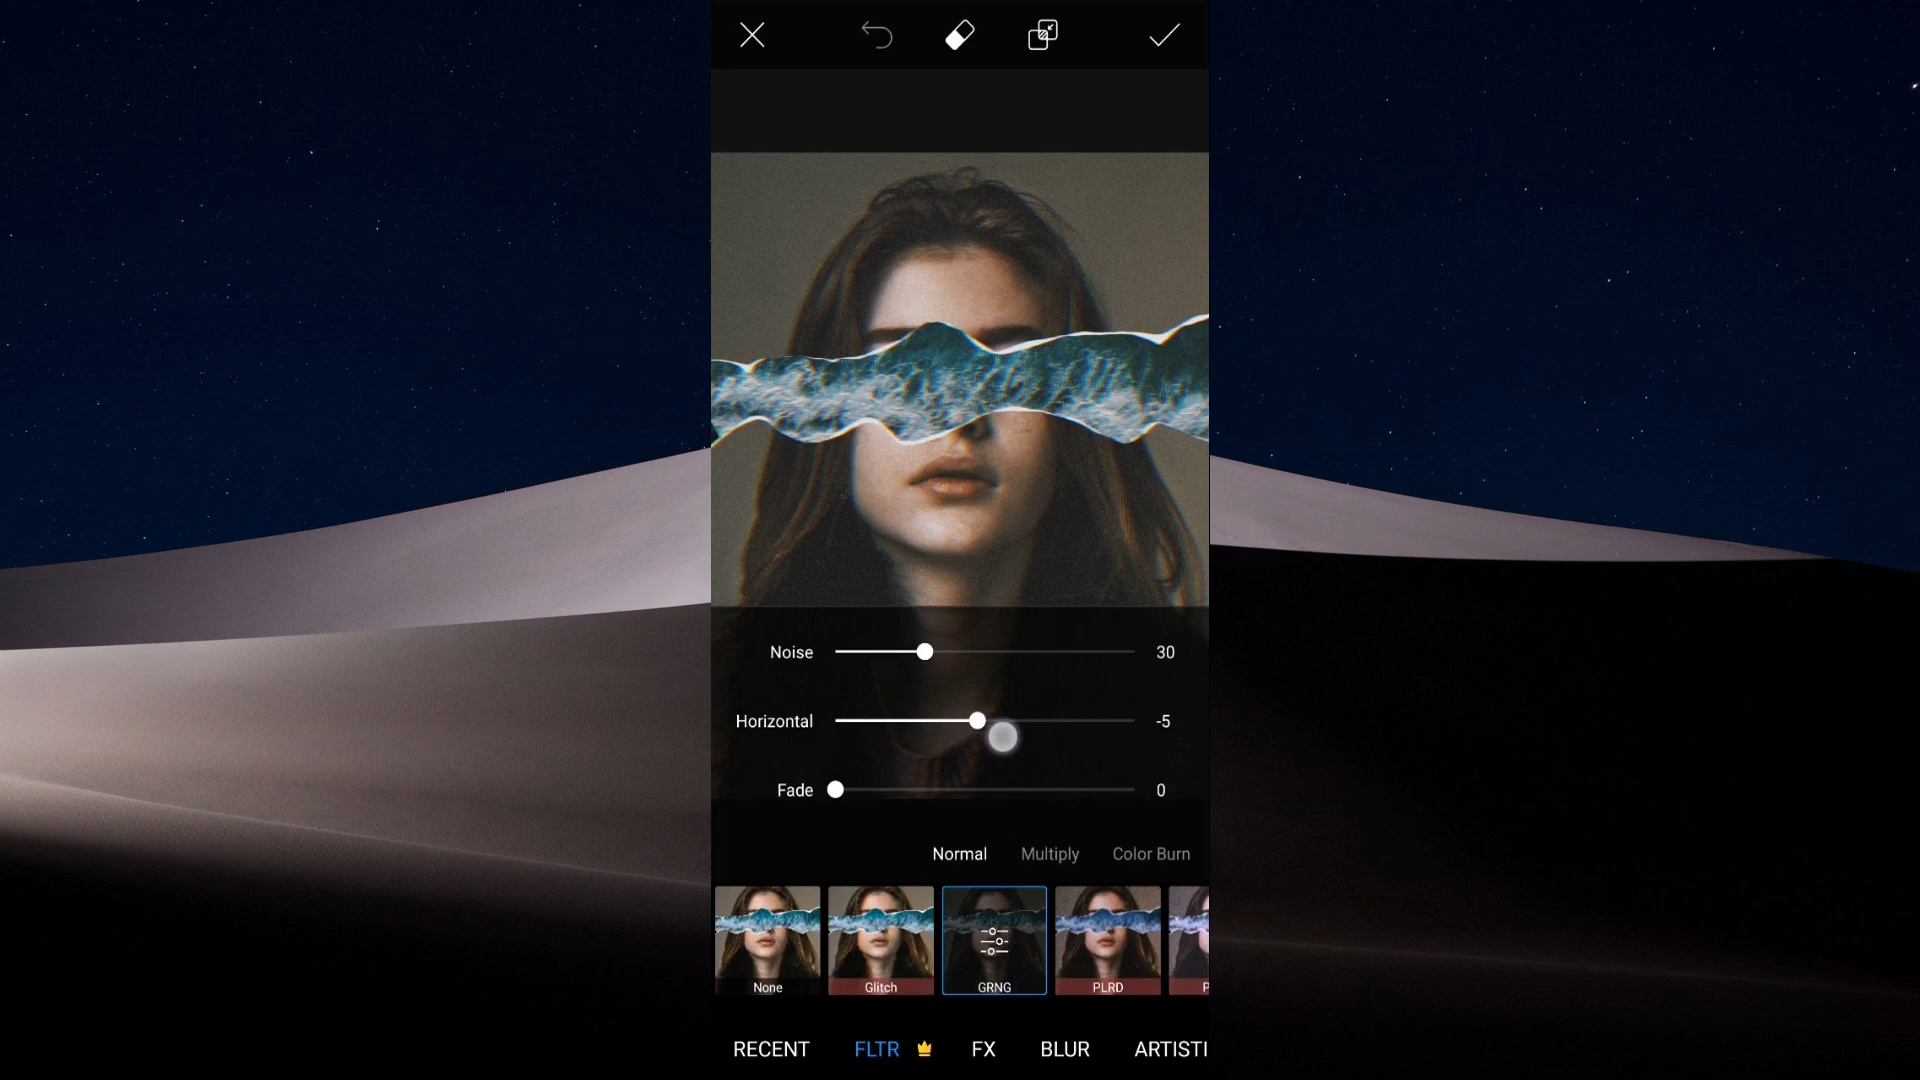 Noise 30
Horizontal -5
Fade 0
Normal Multiply Color Burn
None Glitch GRNG PLRD P
RECENT FLTR FX BLUR ARTISTI